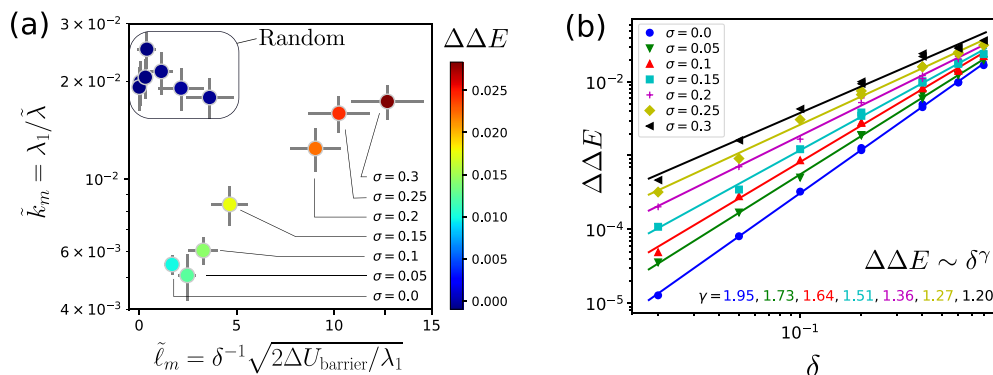 (a)
Random
ΔΔE
3 × 10⁻²
2 × 10⁻²
10⁻²
6 × 10⁻³
4 × 10⁻³
k̃ₘ = λ₁/λ̃
σ = 0.3
σ = 0.25
σ = 0.2
σ = 0.15
σ = 0.1
σ = 0.05
σ = 0.0
0 5 10 15
ℓ̃ₘ = δ⁻¹√(2ΔU_barrier/λ₁)
0.025
0.020
0.015
0.010
0.005
0.000
(b)
σ = 0.0
σ = 0.05
σ = 0.1
σ = 0.15
σ = 0.2
σ = 0.25
σ = 0.3
ΔΔE
10⁻²
10⁻³
10⁻⁴
10⁻⁵
ΔΔE ∼ δ^γ
γ = 1.95, 1.73, 1.64, 1.51, 1.36, 1.27, 1.20
10⁻¹
δ